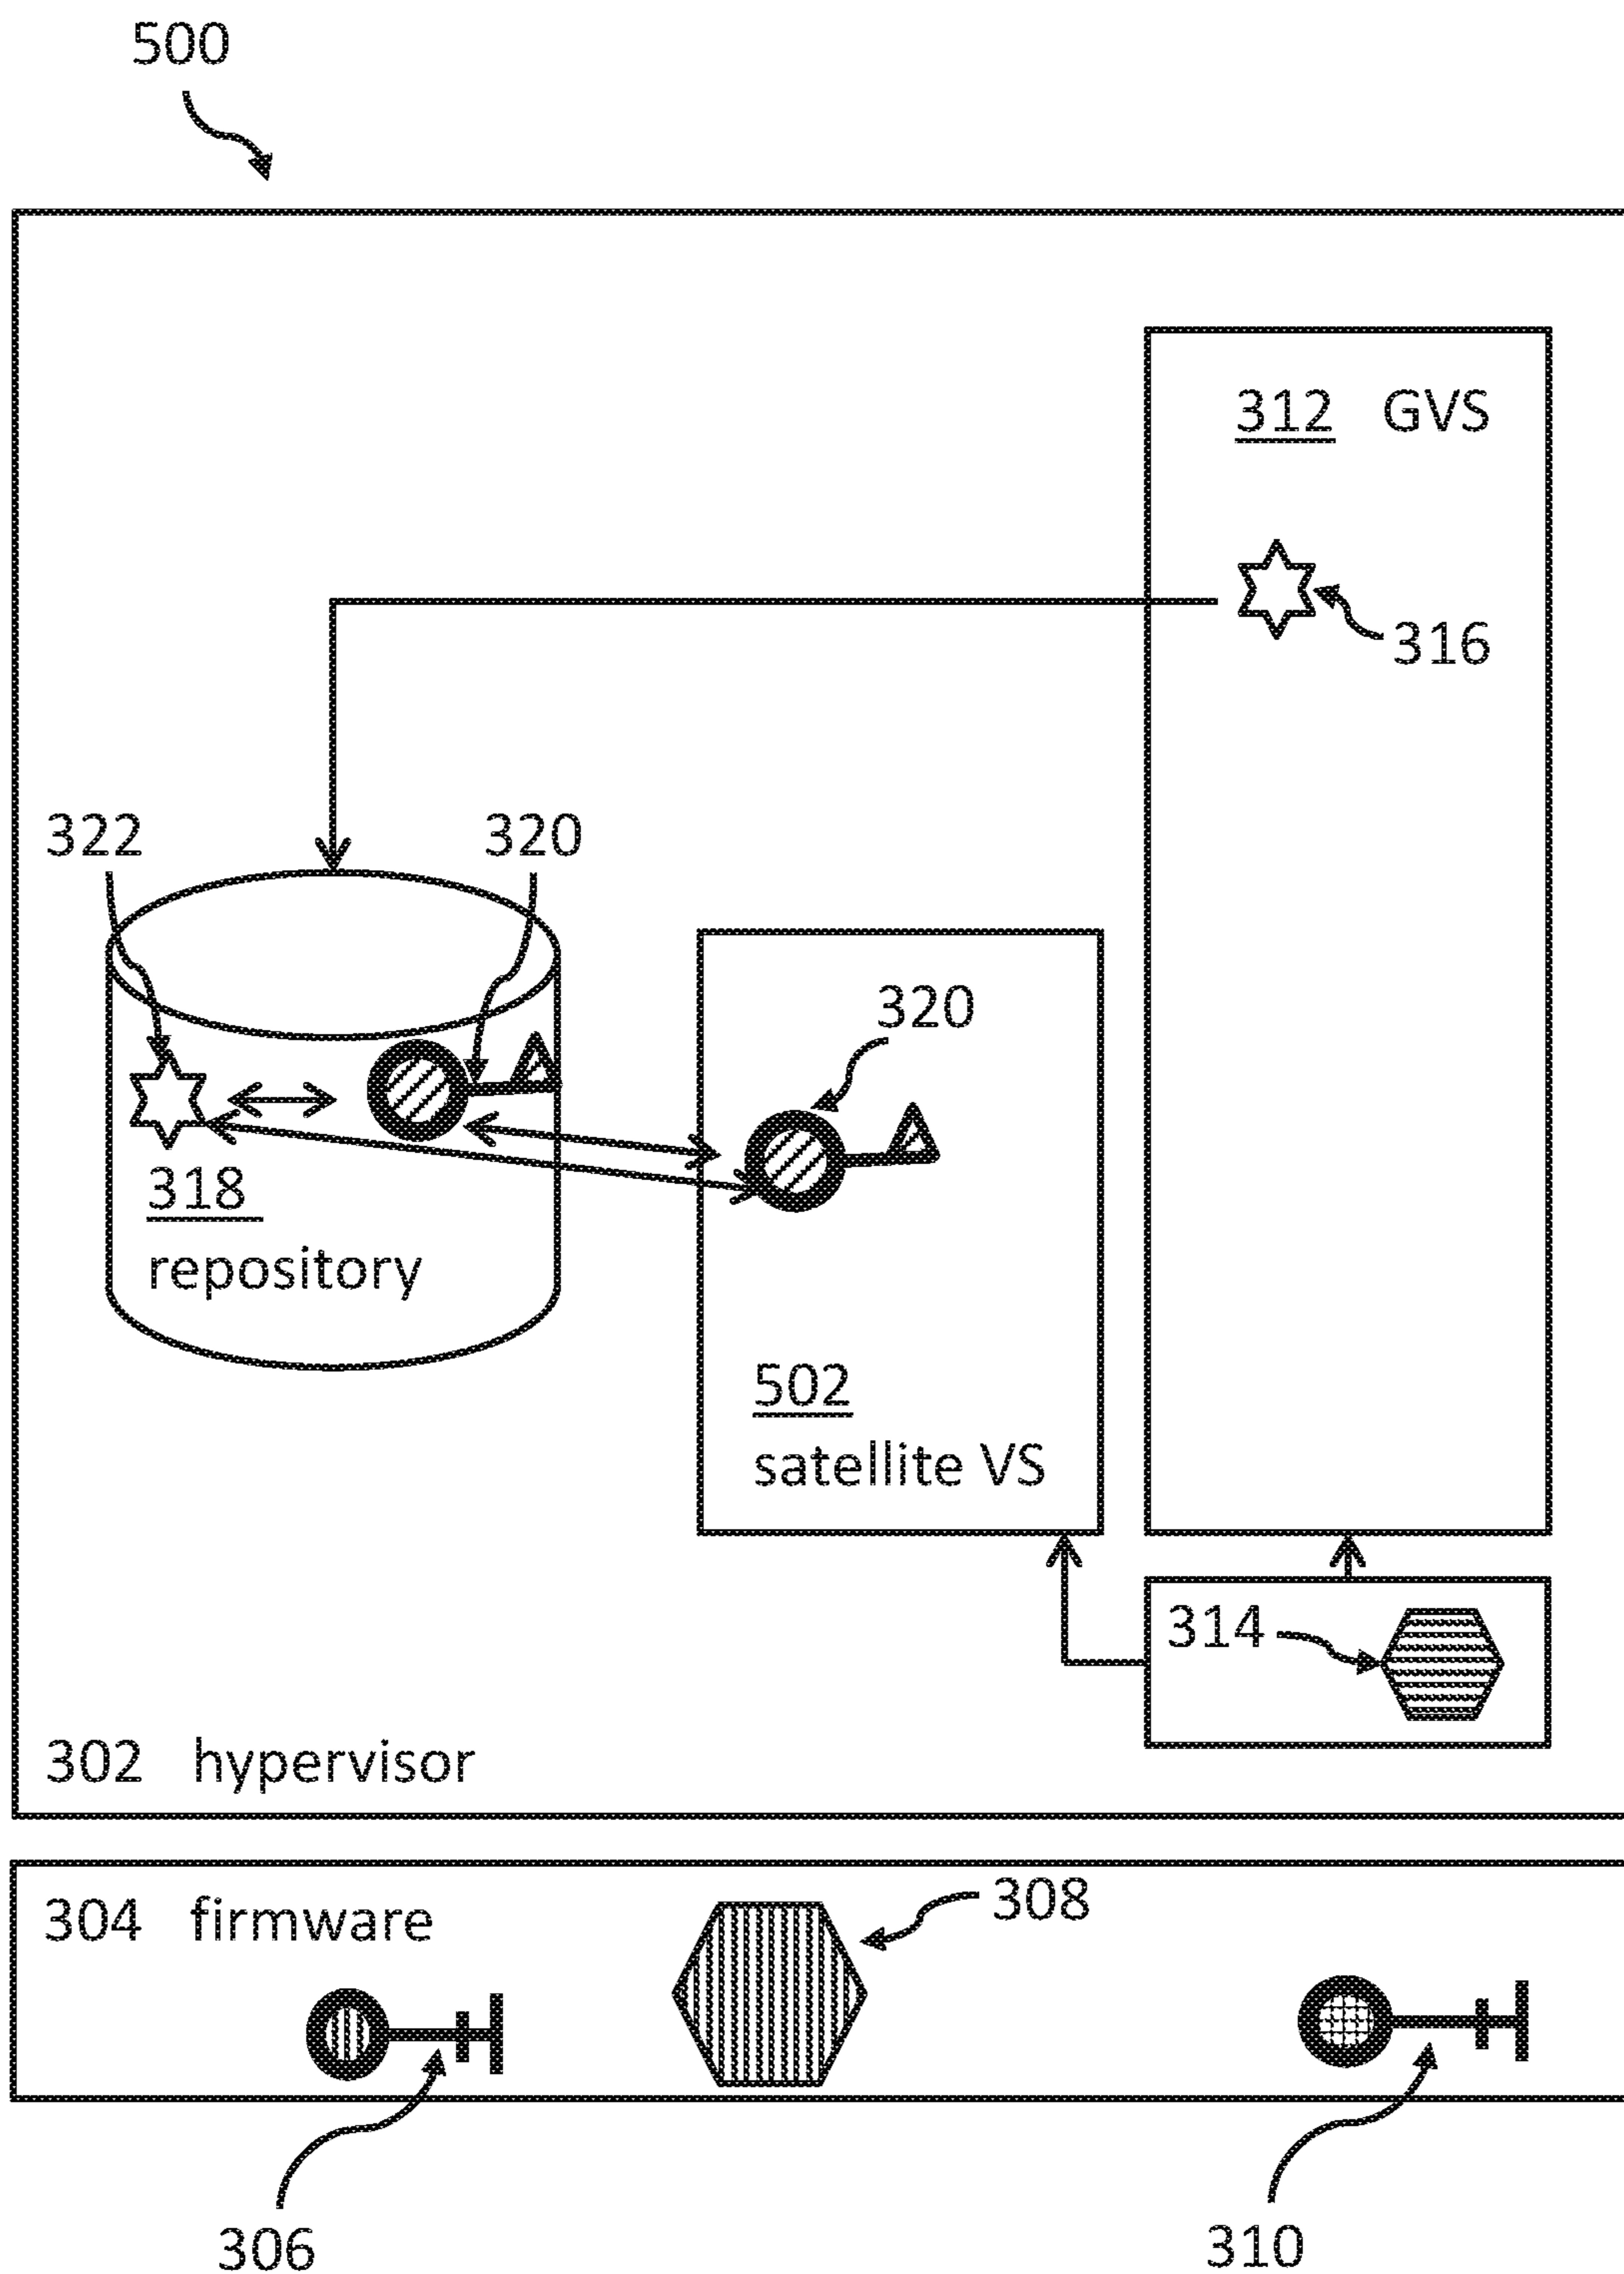 500
312 GVS
316
322
320
320
318
repository
502
satellite VS
314
302 hypervisor
304 firmware
308
306
310